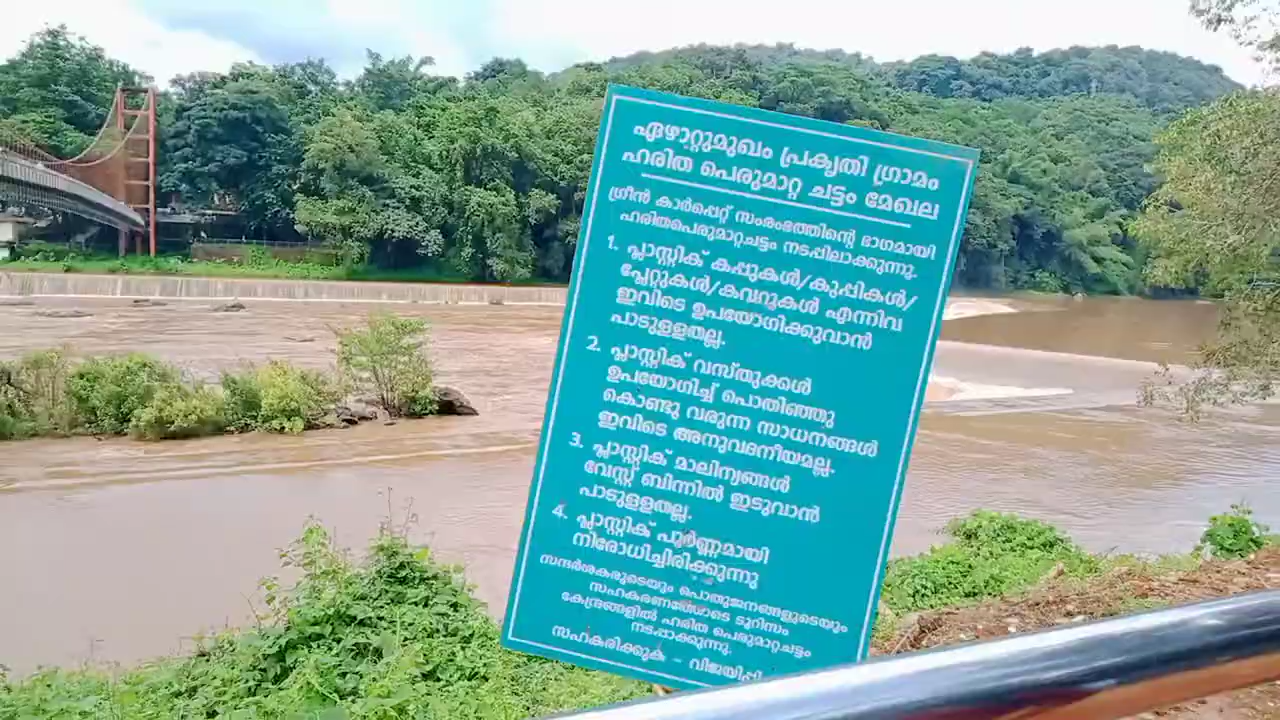 ഏഴാറ്റുമുഖം പ്രകൃതി ഗ്രാമം
ഹരിത പെരുമാറ്റ ചട്ടം മേഖല
ഗ്രീൻ കാർപ്പെറ്റ് സംരംഭത്തിന്റെ ഭാഗമായി
ഹരിതപെരുമാറ്റചട്ടം നടപ്പിലാക്കുന്നു.
1. പ്ലാസ്റ്റിക് കപ്പുകൾ/കുപ്പികൾ/
പ്ലേറ്റുകൾ/കവറുകൾ എന്നിവ
ഇവിടെ ഉപയോഗിക്കുവാൻ
പാടുള്ളതല്ല.
2. പ്ലാസ്റ്റിക് വസ്തുക്കൾ
ഉപയോഗിച്ച് പൊതിഞ്ഞു
കൊണ്ടു വരുന്ന സാധനങ്ങൾ
ഇവിടെ അനുവദനീയമല്ല.
3. പ്ലാസ്റ്റിക് മാലിന്യങ്ങൾ
വേസ്റ്റ് ബിന്നിൽ ഇടുവാൻ
പാടുള്ളതല്ല.
4. പ്ലാസ്റ്റിക് പൂർണ്ണമായി
നിരോധിച്ചിരിക്കുന്നു
സന്ദർശകരുടെയും പൊതുജനങ്ങളുടെയും
സഹകരണത്തോടെ ടൂറിസം
കേന്ദ്രങ്ങളിൽ ഹരിത പെരുമാറ്റചട്ടം
നടപ്പാക്കുന്നു.
സഹകരിക്കുക -